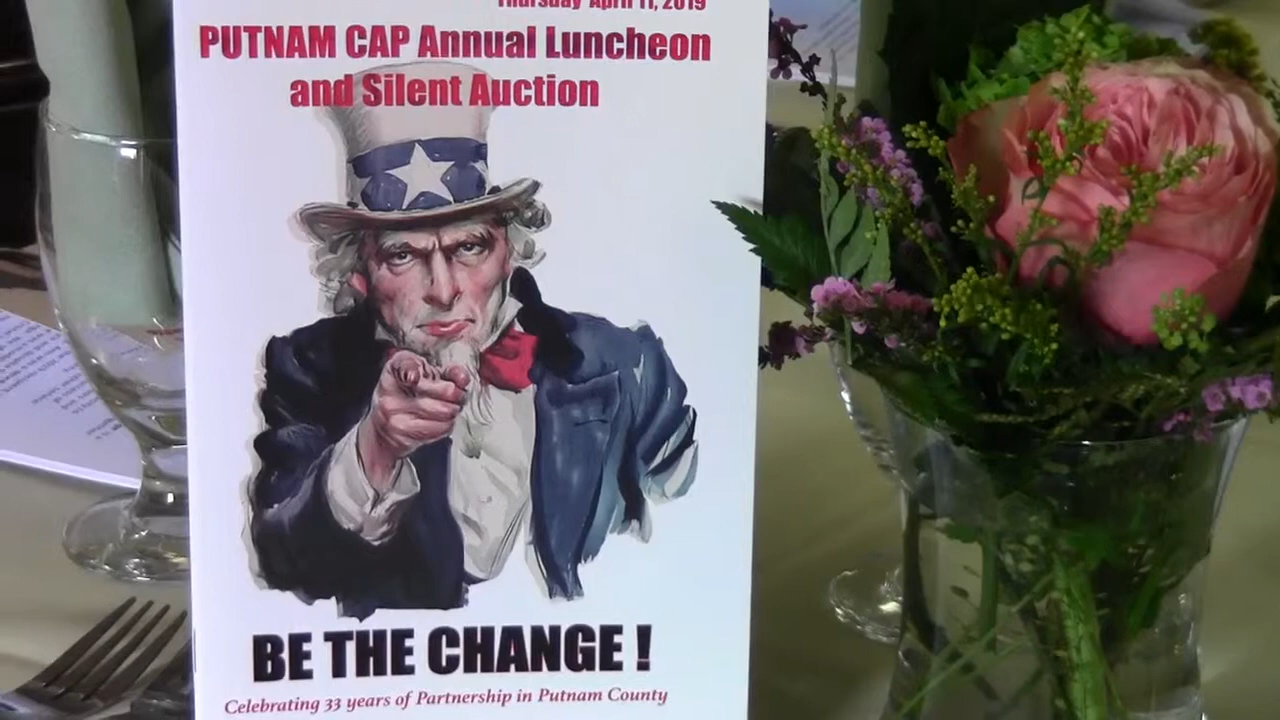 Thursday April 11, 2019
PUTNAM CAP Annual Luncheon
and Silent Auction
BE THE CHANGE !
Celebrating 33 years of Partnership in Putnam County